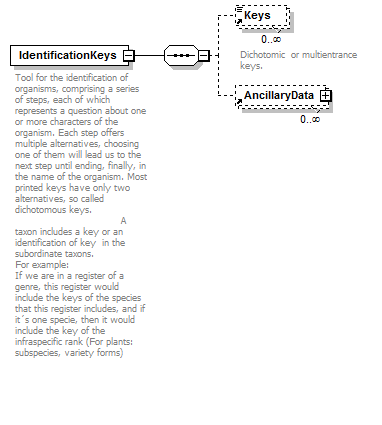 Keys
0..∞
Dichotomic or multientrance
keys.
IdentificationKeys
Tool for the identification of
organisms, comprising a series
of steps, each of which
represents a question about one
or more characters of the
organism. Each step offers
multiple alternatives, choosing
one of them will lead us to the
next step until ending, finally, in
the name of the organism. Most
printed keys have only two
alternatives, so called
dichotomous keys.
A
taxon includes a key or an
identification of key in the
subordinate taxons.
For example:
If we are in a register of a
genre, this register would
include the keys of the species
that this register includes, and if
it´s one specie, then it would
include the key of the
infraspecific rank (For plants:
subspecies, variety forms)
AncillaryData
0..∞